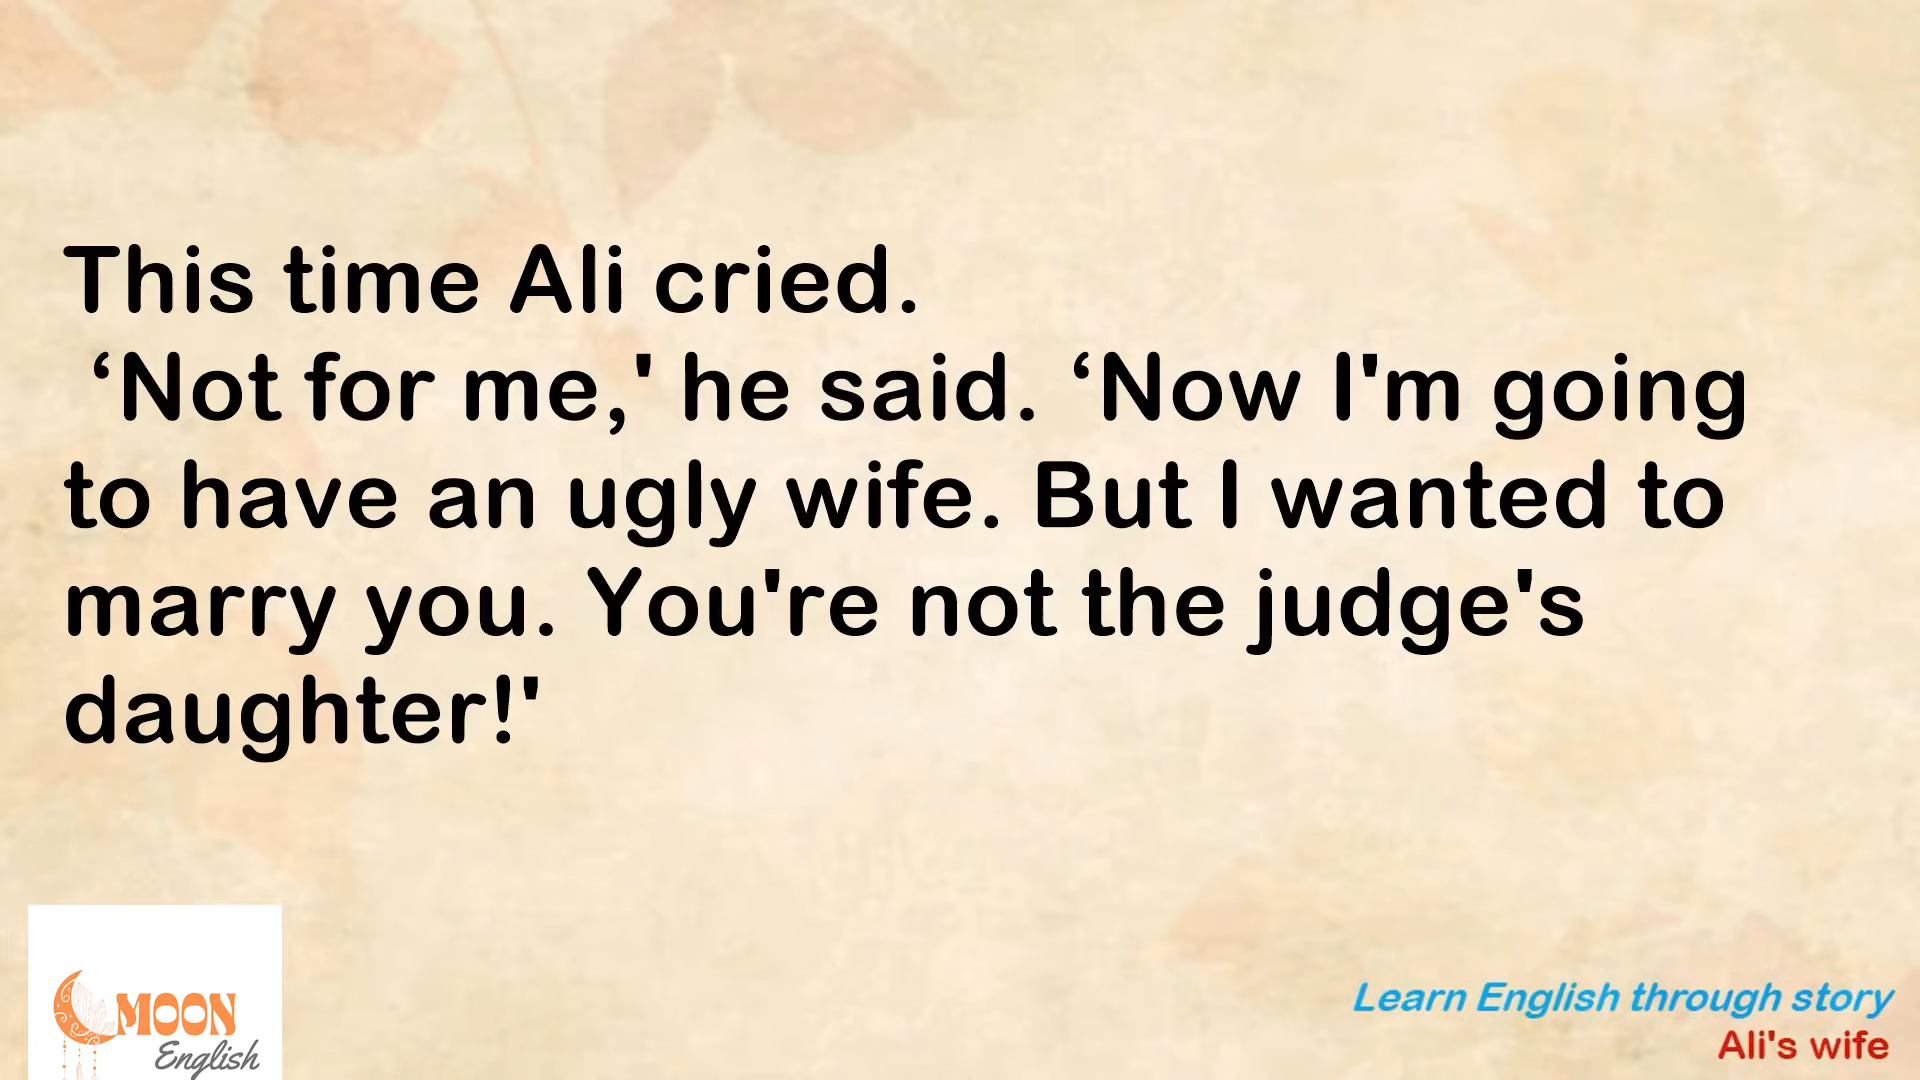 This time Ali cried.
‘Not for me,' he said. ‘Now I'm going
to have an ugly wife. But I wanted to
marry you. You're not the judge's
daughter!'
MOON
English
Learn English through story
Ali's wife